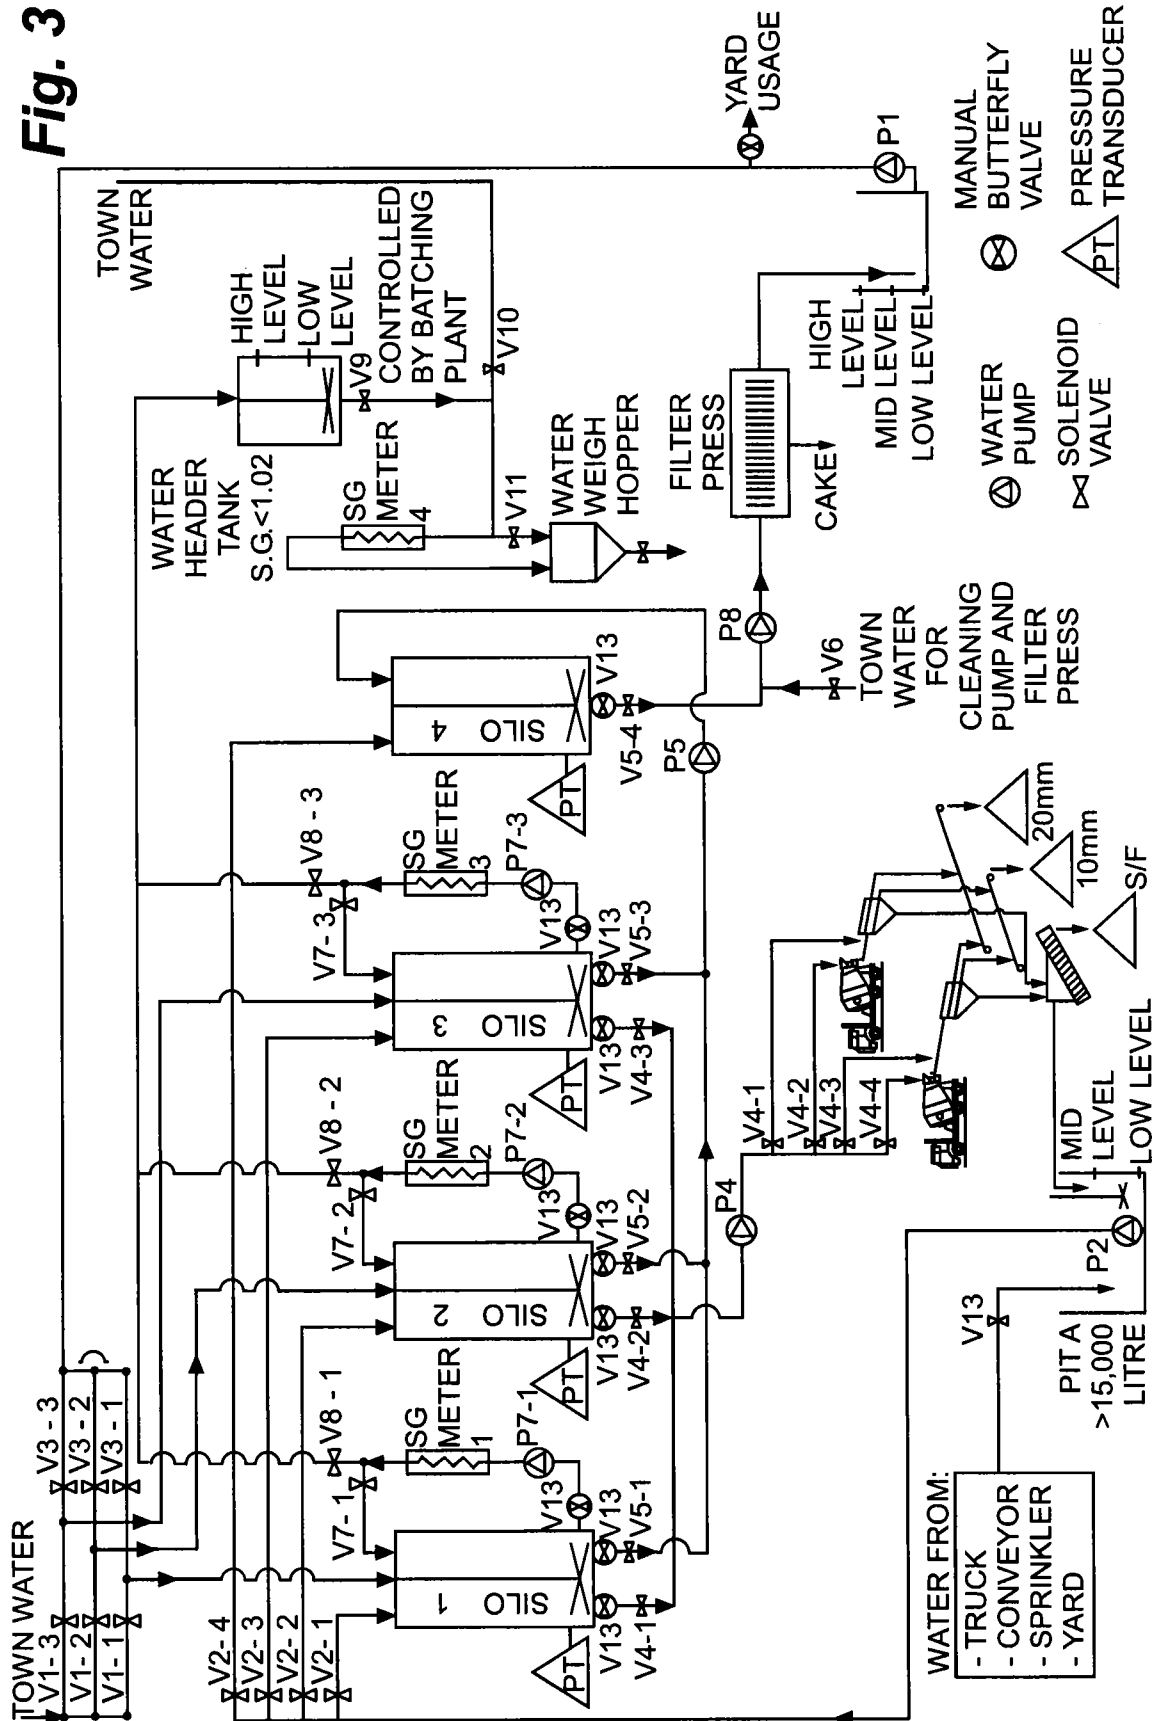 Fig. 3
TOWN WATER
V1- 3
V1- 2
V1- 1
V3 - 3
V3 - 2
V3 - 1
V2- 4
V2- 3
V2- 2
V2- 1
TOWN
WATER
WATER
HEADER
TANK
S.G.<1.02
HIGH
LEVEL
LOW
LEVEL
V9
CONTROLLED
BY BATCHING
PLANT
V10
SG
METER
4
V11
WATER
WEIGH
HOPPER
YARD
USAGE
P1
V7- 1
V8 - 1
SG
METER
1
P7-1
V13
SILO 1
PT
V13
V4-1
V13
V5-1
V7- 2
V8 - 2
SG
METER
2
P7-2
V13
SILO 2
PT
V13
V4-2
V13
V5-2
V7- 3
V8 - 3
SG
METER
3
P7-3
V13
SILO 3
PT
V13
V4-3
V13
V5-3
SILO 4
PT
V13
V5-4
P5
P8
V6
TOWN
WATER
FOR
CLEANING
PUMP AND
FILTER
PRESS
FILTER
PRESS
CAKE
HIGH
LEVEL
MID LEVEL
LOW LEVEL
P4
V4-1
V4-2
V4-3
V4-4
20mm
10mm
S/F
MID
LEVEL
LOW LEVEL
P2
V13
PIT A
>15,000
LITRE
WATER FROM:
- TRUCK
- CONVEYOR
- SPRINKLER
- YARD
WATER
PUMP
SOLENOID
VALVE
MANUAL
BUTTERFLY
VALVE
PT
PRESSURE
TRANSDUCER